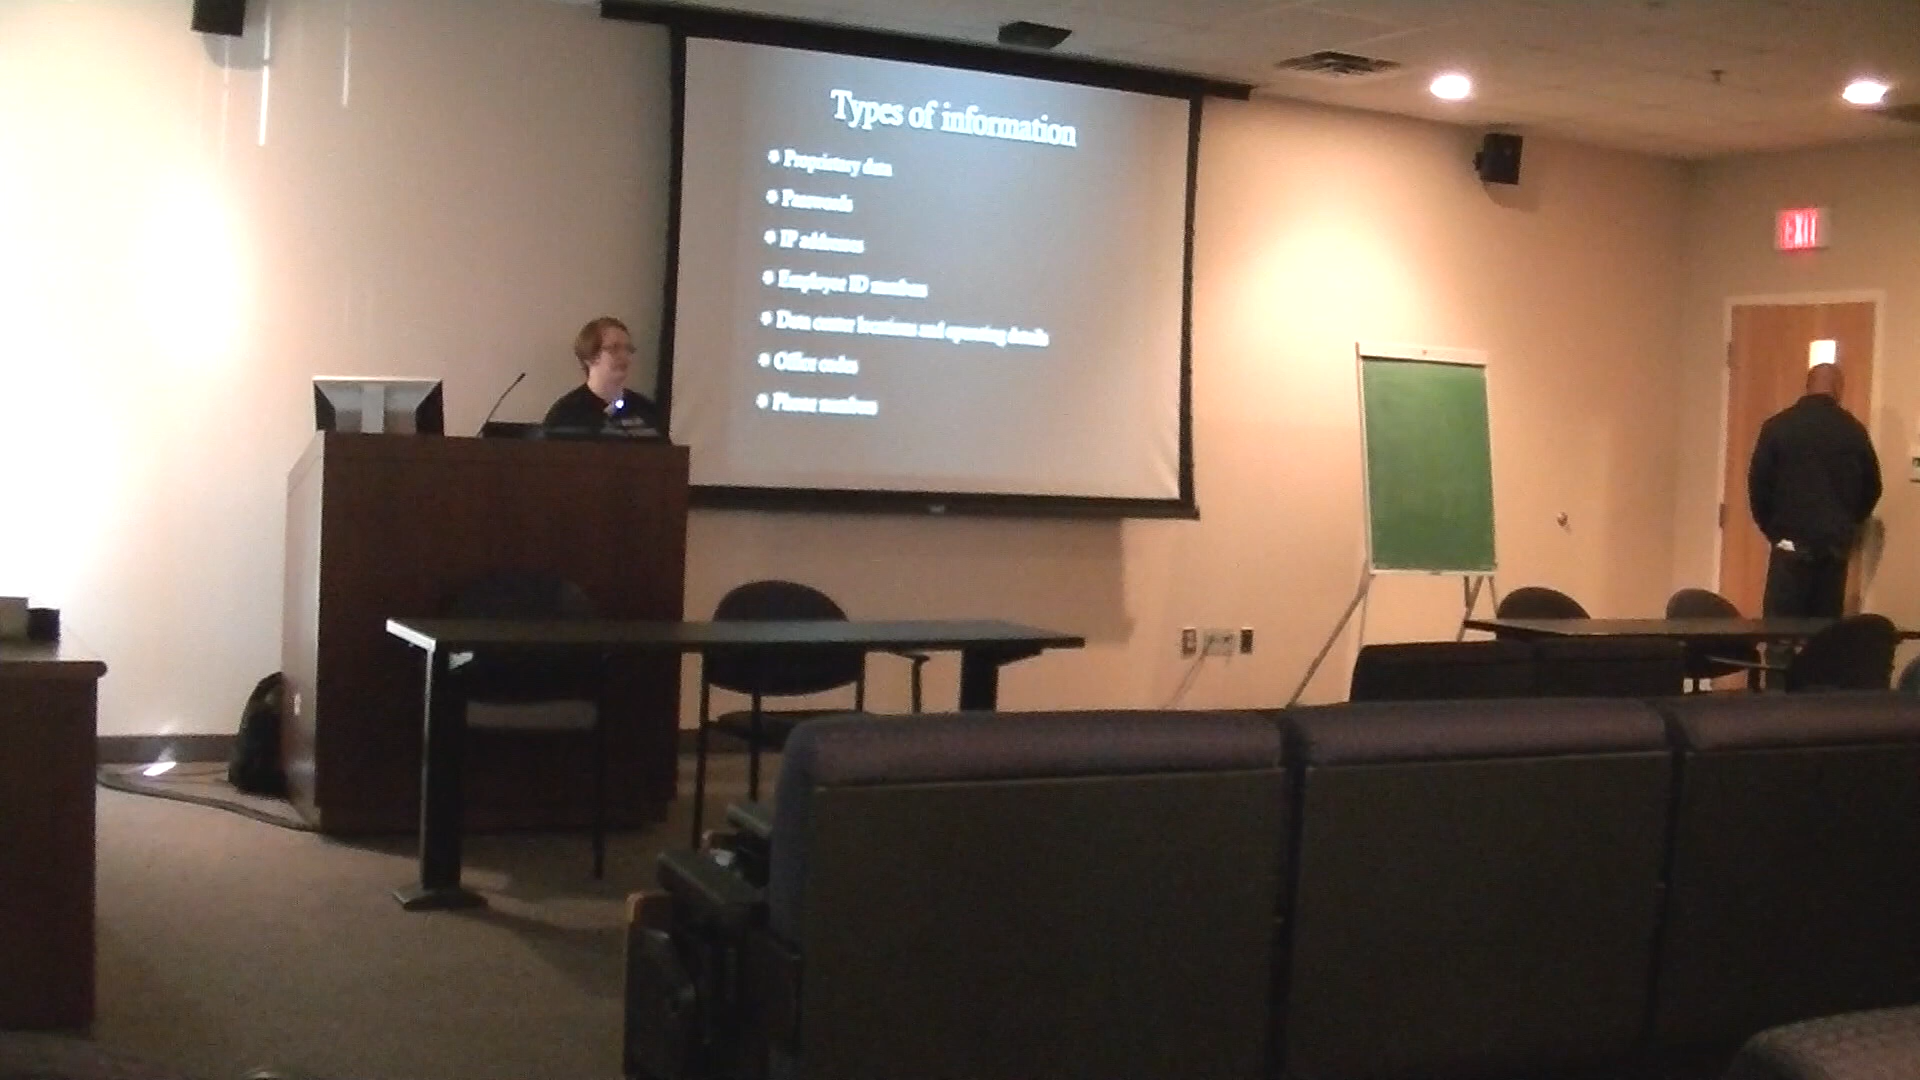 Types of information
Proprietary data
Passwords
IP addresses
Employee ID numbers
Data center locations and operating details
Office codes
Phone numbers
EXIT